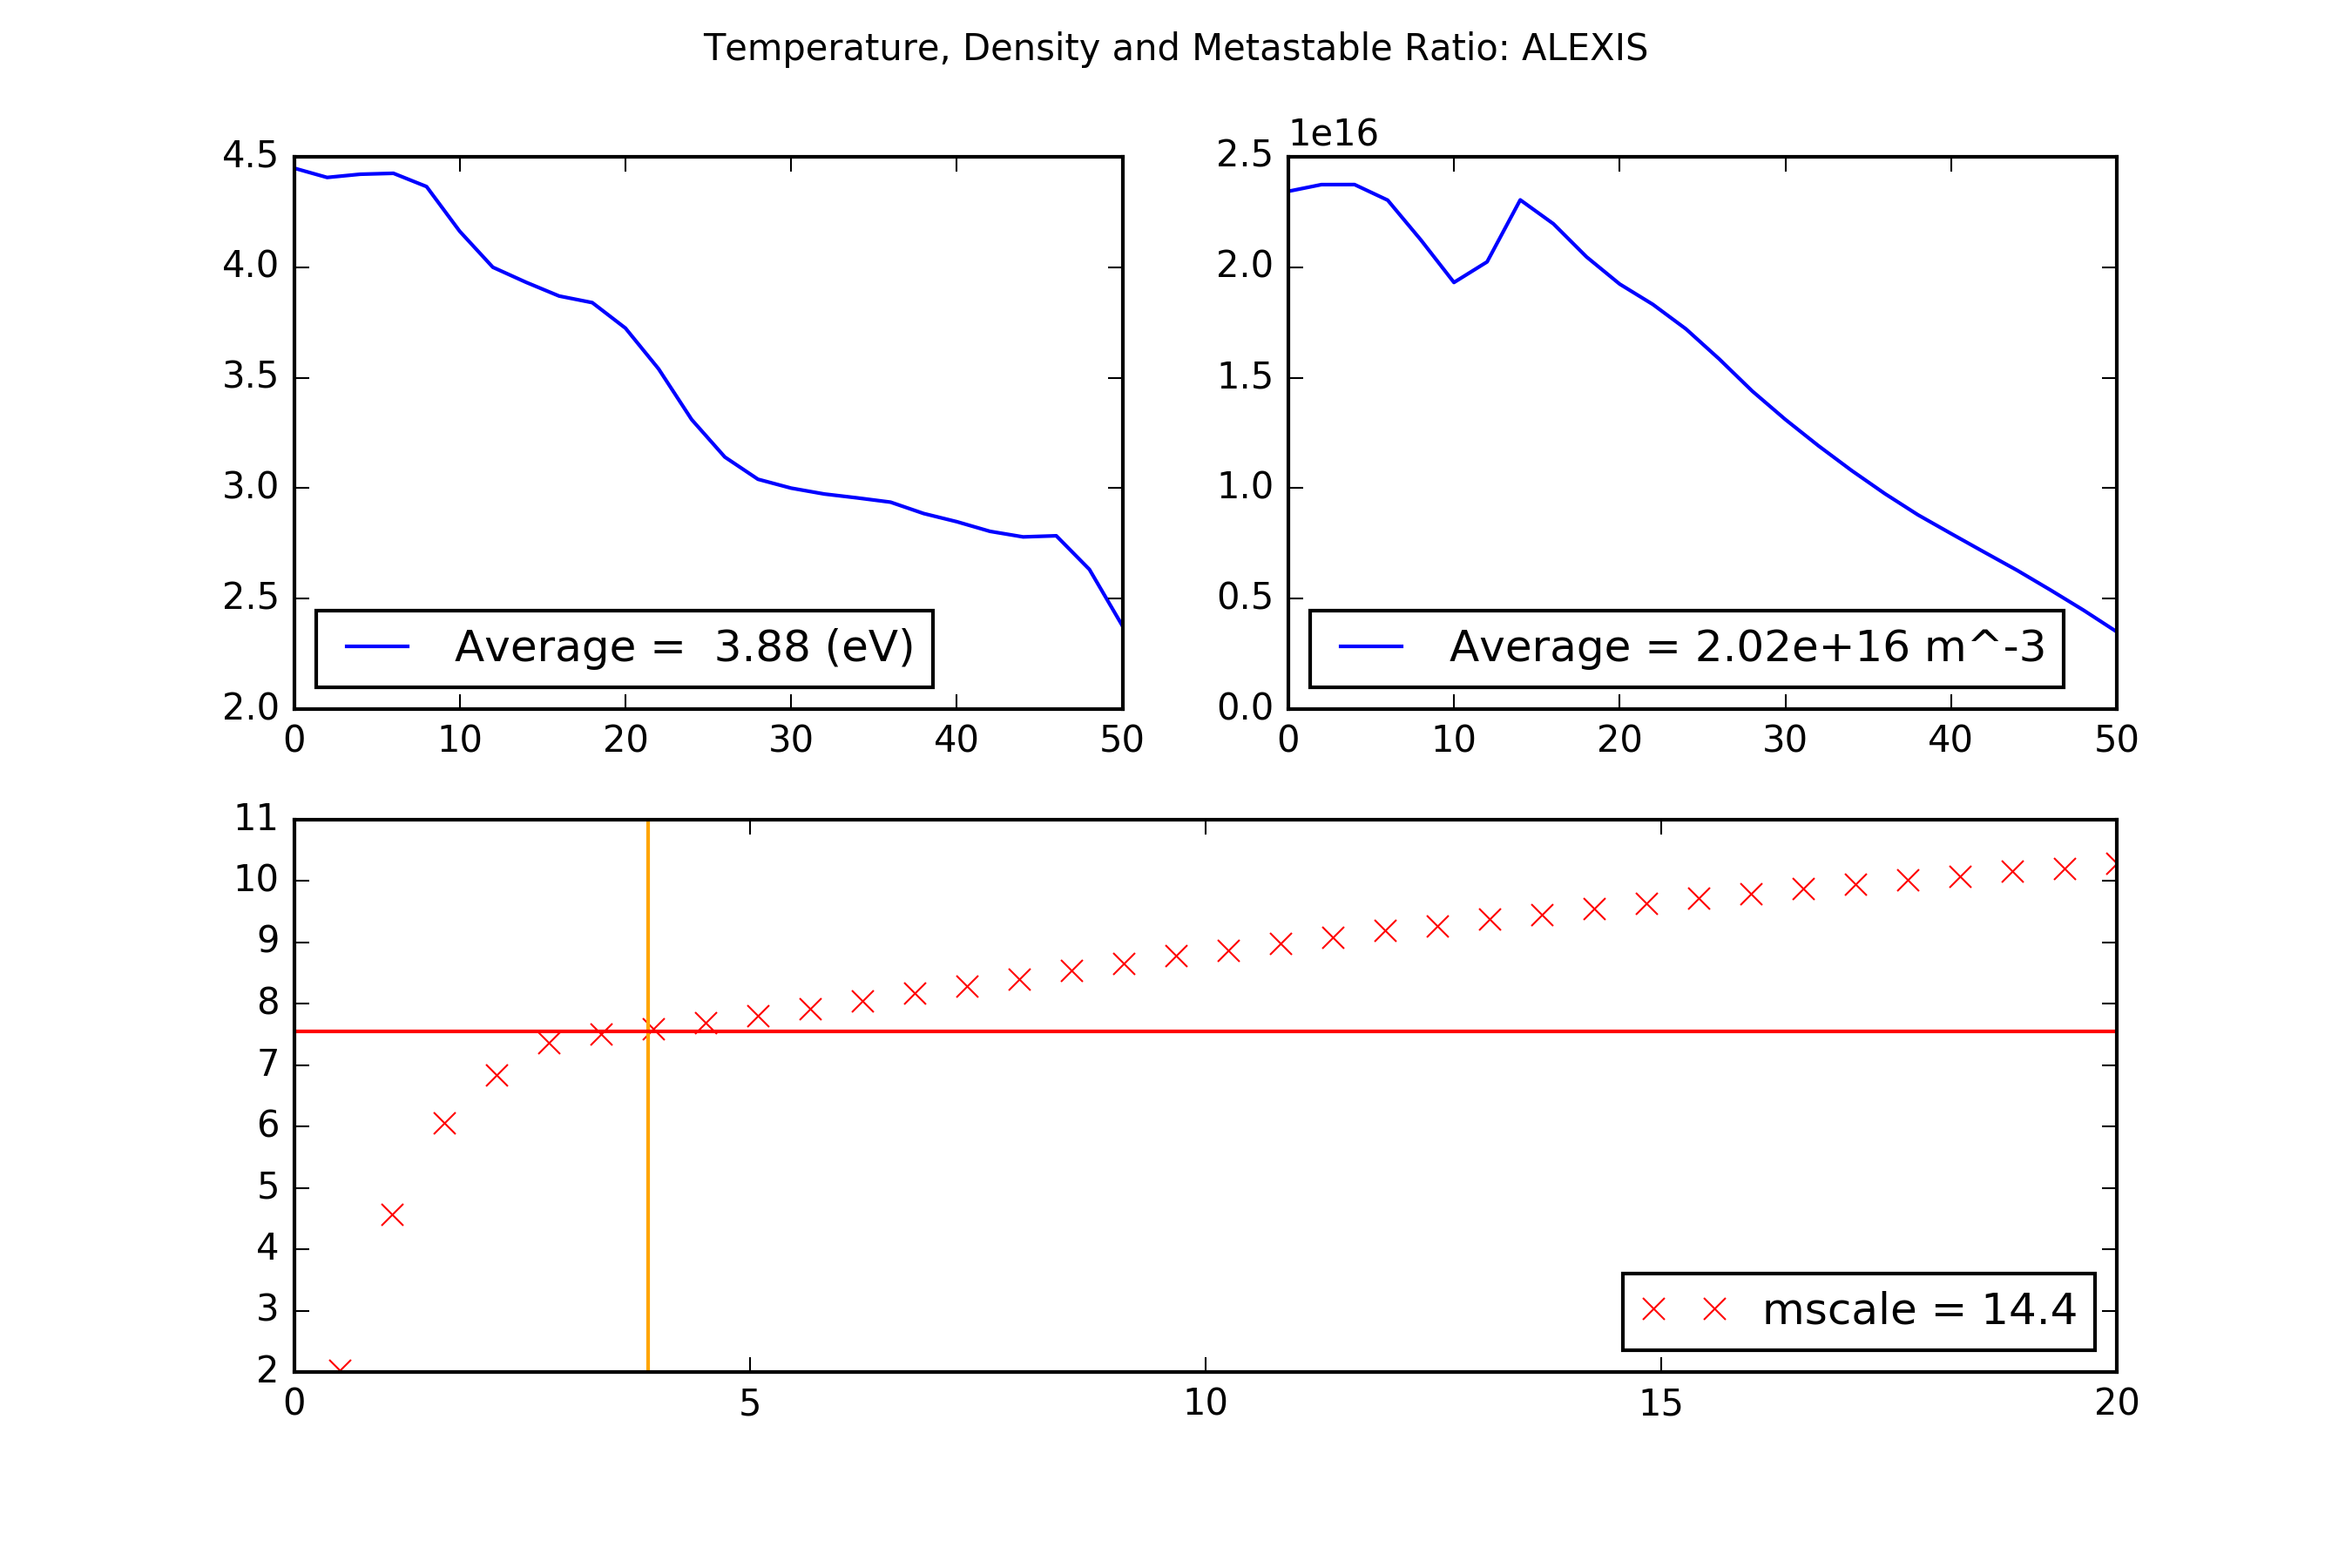 Temperature, Density and Metastable Ratio: ALEXIS
4.5
4.0
3.5
3.0
2.5
2.0
0 10 20 30 40 50
Average =  3.88 (eV)
1e16
2.5
2.0
1.5
1.0
0.5
0.0
0 10 20 30 40 50
Average = 2.02e+16 m^-3
11
10
9
8
7
6
5
4
3
2
0 5 10 15 20
mscale = 14.4